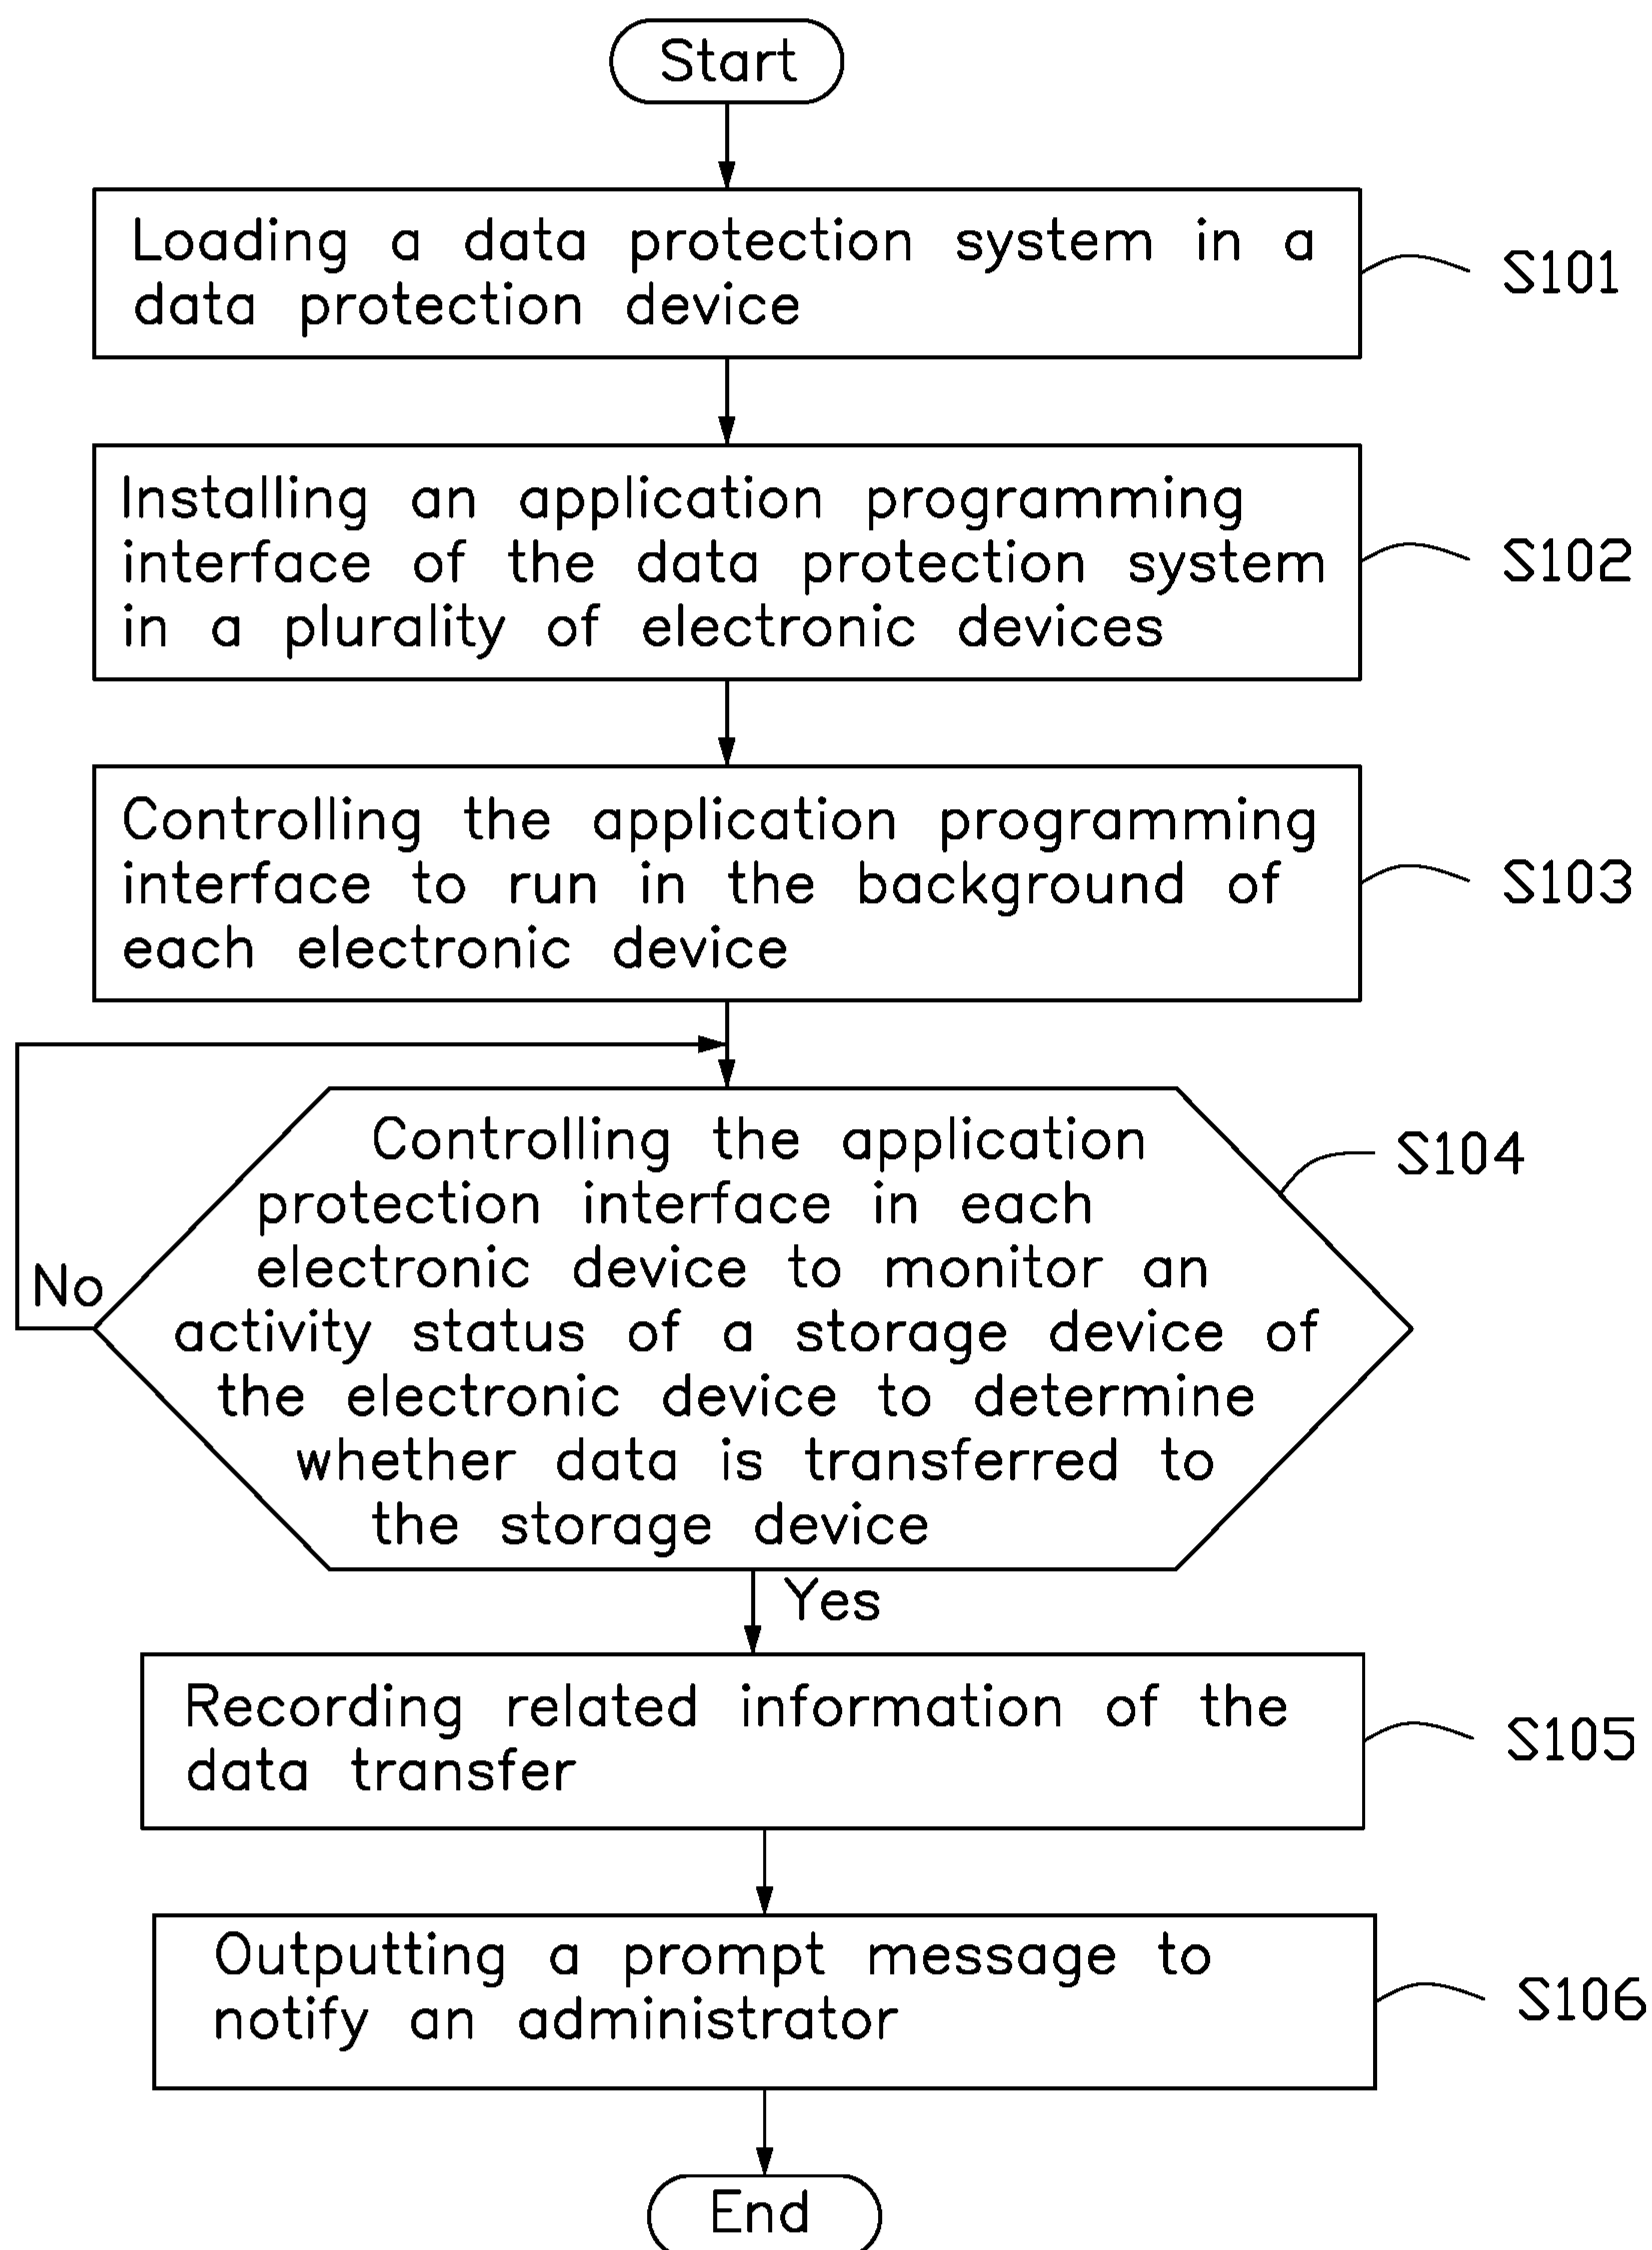 Start
Loading a data protection system in a
data protection device
S101
Installing an application programming
interface of the data protection system
in a plurality of electronic devices
S102
Controlling the application programming
interface to run in the background of
each electronic device
S103
Controlling the application
protection interface in each
electronic device to monitor an
activity status of a storage device of
the electronic device to determine
whether data is transferred to
the storage device
S104
No
Yes
Recording related information of the
data transfer
S105
Outputting a prompt message to
notify an administrator
S106
End